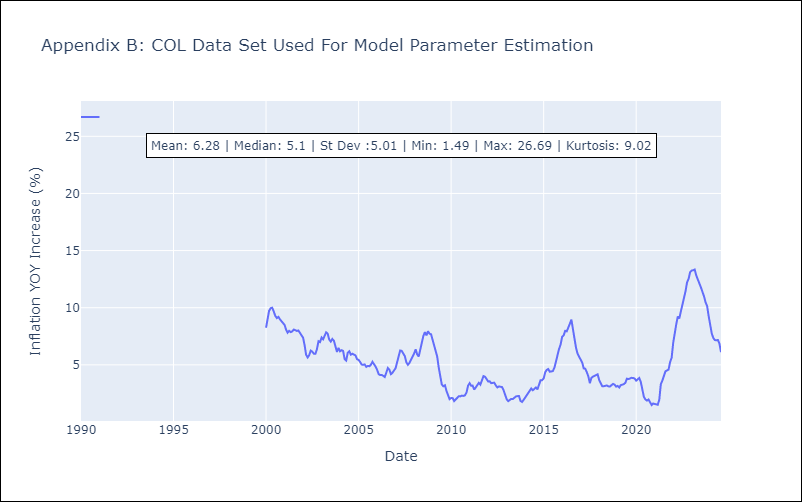 Appendix B: COL Data Set Used For Model Parameter Estimation
25
Mean: 6.28 | Median: 5.1 | St Dev :5.01 | Min: 1.49 | Max: 26.69 | Kurtosis: 9.02
20
15
10
5
Inflation YOY Increase (%)
1990 1995 2000 2005 2010 2015 2020
Date